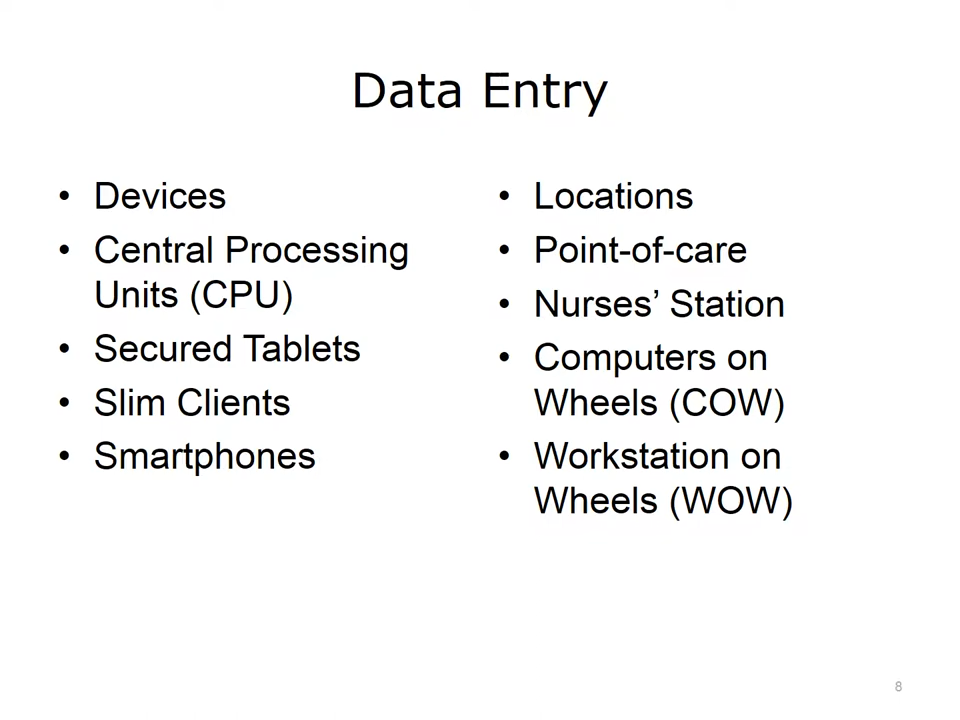 Data Entry
• Devices
• Central Processing
Units (CPU)
• Secured Tablets
• Slim Clients
• Smartphones
• Locations
• Point-of-care
• Nurses’ Station
• Computers on
Wheels (COW)
• Workstation on
Wheels (WOW)
8